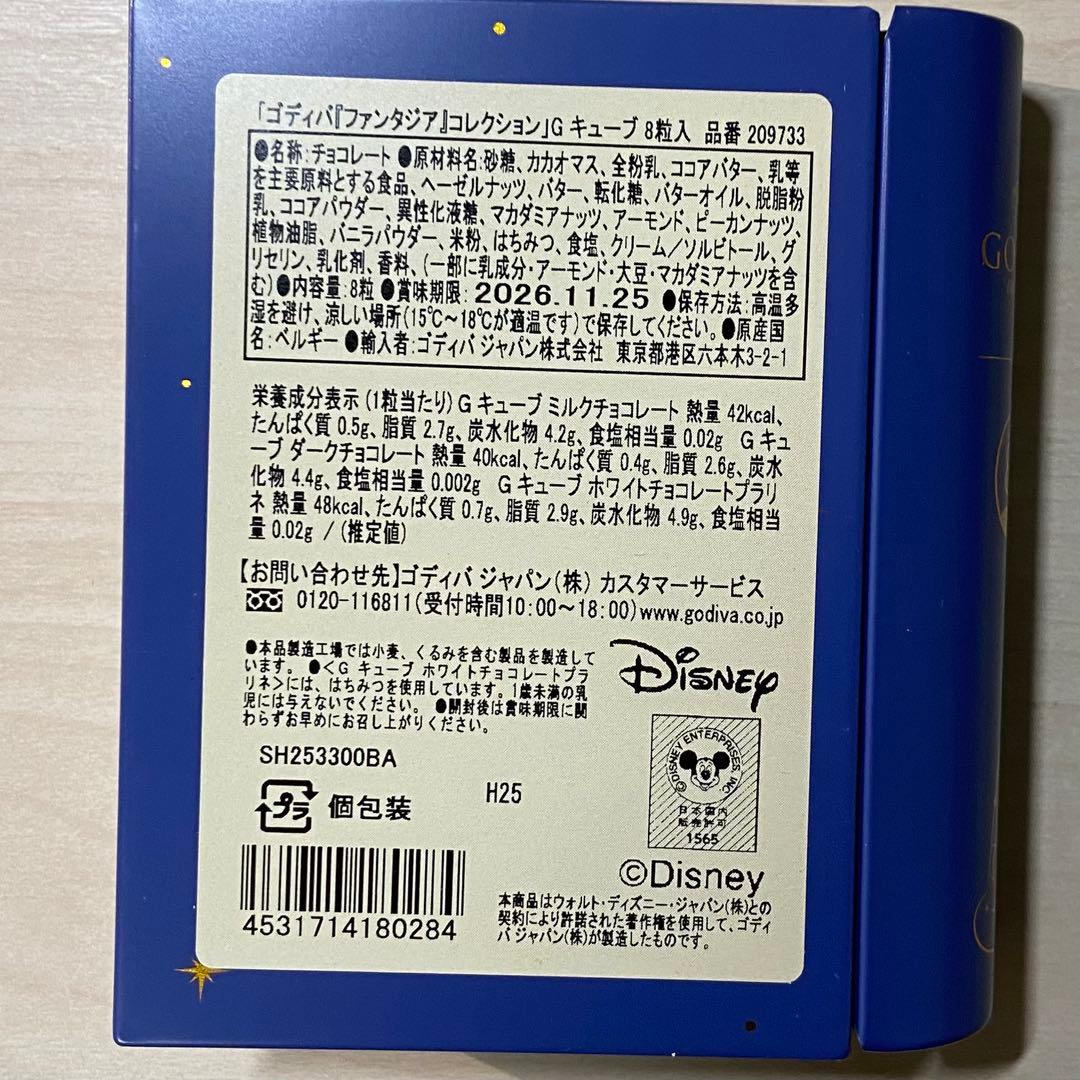 「ゴディバ『ファンタジア』コレクション」G キューブ 8粒入 品番 209733
●名称:チョコレート ●原材料名:砂糖、カカオマス、全粉乳、ココアバター、乳等
を主要原料とする食品、ヘーゼルナッツ、バター、転化糖、バターオイル、脱脂粉
乳、ココアパウダー、異性化液糖、マカダミアナッツ、アーモンド、ピーカンナッツ、
植物油脂、バニラパウダー、米粉、はちみつ、食塩、クリーム/ソルビトール、グ
リセリン、乳化剤、香料、(一部に乳成分・アーモンド・大豆・マカダミアナッツを含
む)●内容量:8粒 ●賞味期限:2026.11.25 ●保存方法:高温多
湿を避け、涼しい場所(15℃~18℃が適温です)で保存してください。●原産国
名:ベルギー ●輸入者:ゴディバ ジャパン株式会社 東京都港区六本木3-2-1
栄養成分表示 (1粒当たり) G キューブ ミルクチョコレート 熱量 42kcal、
たんぱく質 0.5g、脂質 2.7g、炭水化物 4.2g、食塩相当量 0.02g G キュ
ーブ ダークチョコレート 熱量 40kcal、たんぱく質 0.4g、脂質 2.6g、炭水
化物 4.4g、食塩相当量 0.002g G キューブ ホワイトチョコレートプラリ
ネ 熱量 48kcal、たんぱく質 0.7g、脂質 2.9g、炭水化物 4.9g、食塩相当
量 0.02g / (推定値)
【お問い合わせ先】ゴディバ ジャパン(株) カスタマーサービス
0120-116811(受付時間10:00~18:00)www.godiva.co.jp
●本品製造工場では小麦、くるみを含む製品を製造して
います。 ●<G キューブ ホワイトチョコレートプラ
リネ>には、はちみつを使用しています。1歳未満の乳
児には与えないでください。 ●開封後は賞味期限に関
わらずお早めにお召し上がりください。
Disney
SH253300BA
プラ 個包装
H25
©DISNEY ENTERPRISES, INC.
日本国内
販売許可
1565
©Disney
4531714180284
本商品はウォルト・ディズニー・ジャパン(株)との
契約により許諾された著作権を使用して、ゴディ
バ ジャパン(株)が製造したものです。
GO